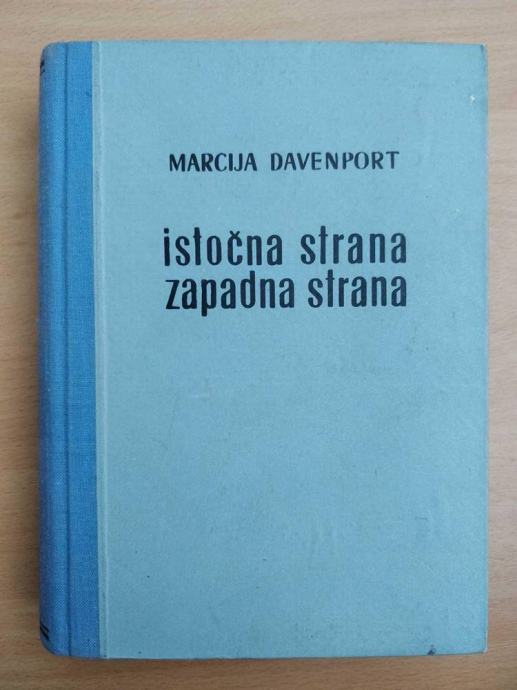 MARCIJA DAVENPORT
istočna strana
zapadna strana